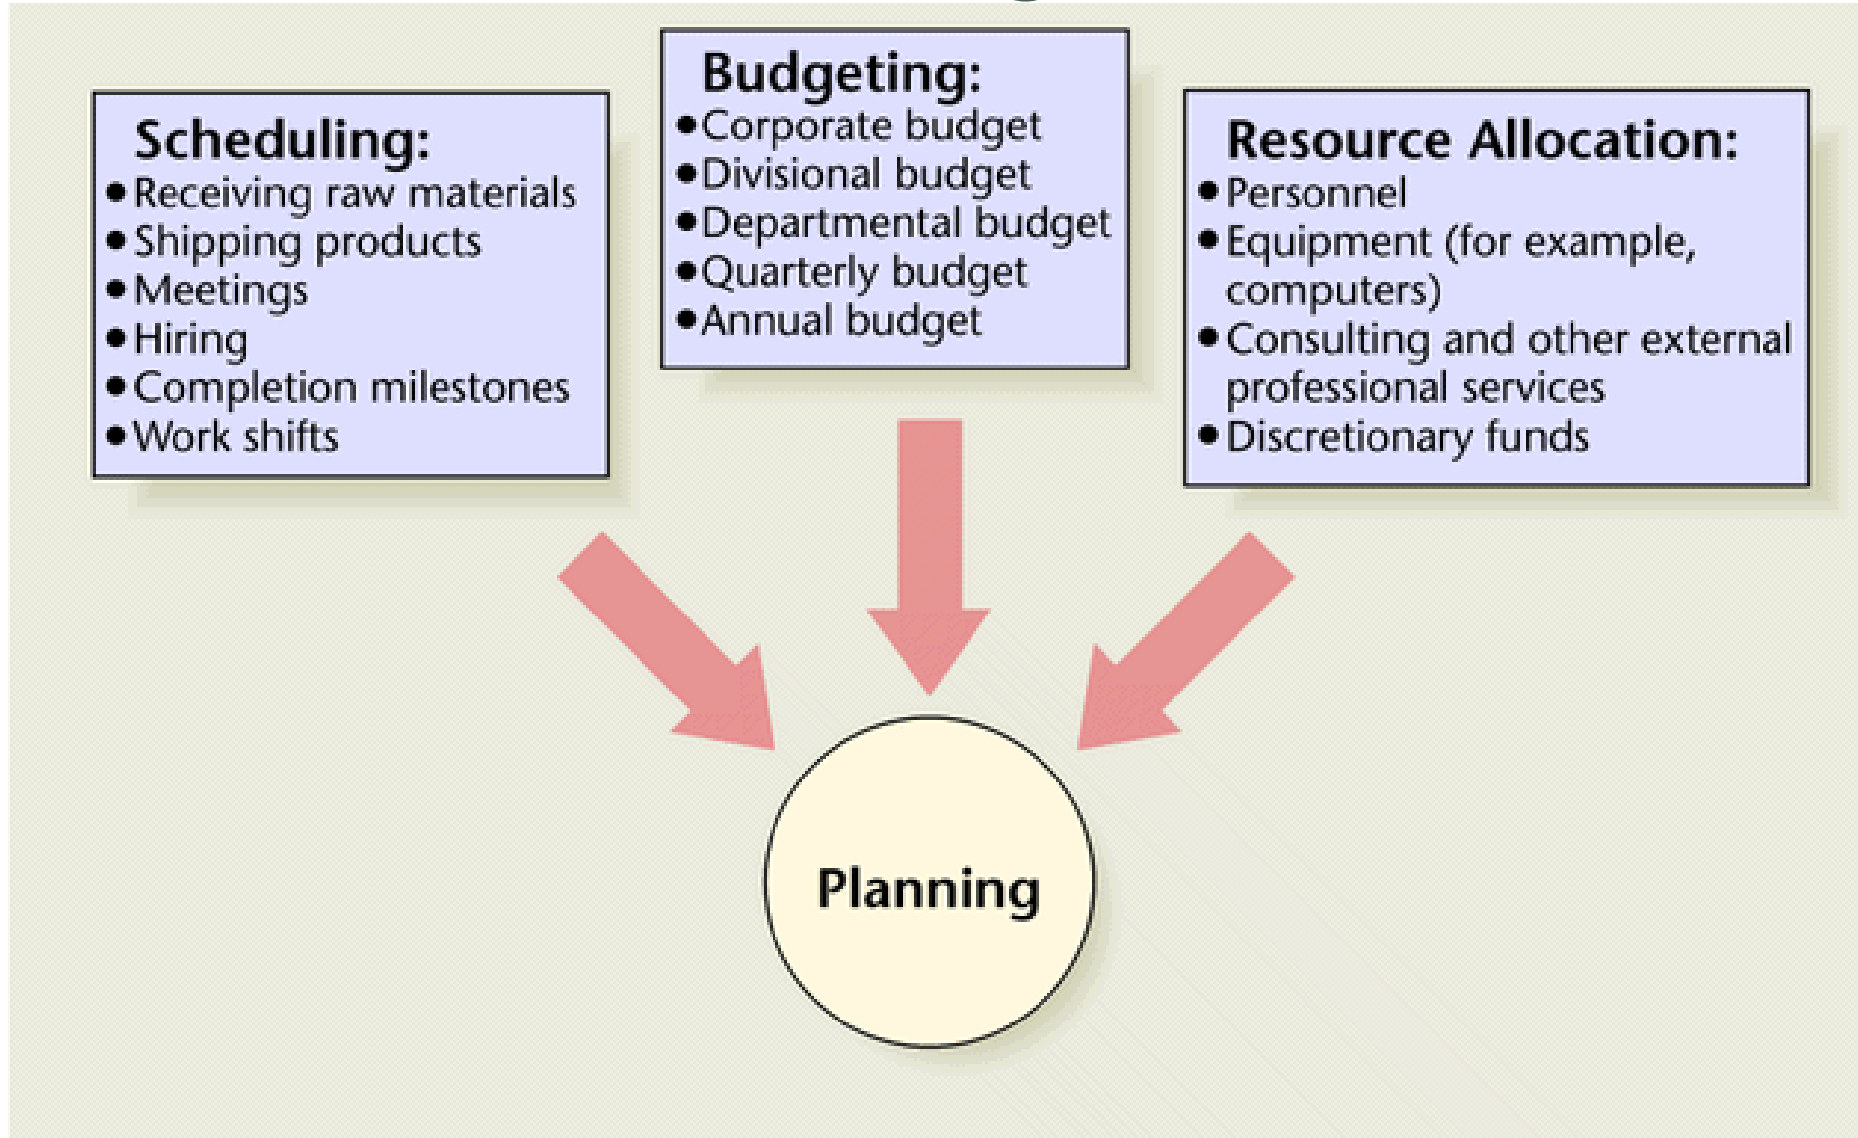 Scheduling:
●Receiving raw materials
●Shipping products
●Meetings
●Hiring
●Completion milestones
●Work shifts
Budgeting:
●Corporate budget
●Divisional budget
●Departmental budget
●Quarterly budget
●Annual budget
Resource Allocation:
●Personnel
●Equipment (for example,
computers)
●Consulting and other external
professional services
●Discretionary funds
Planning